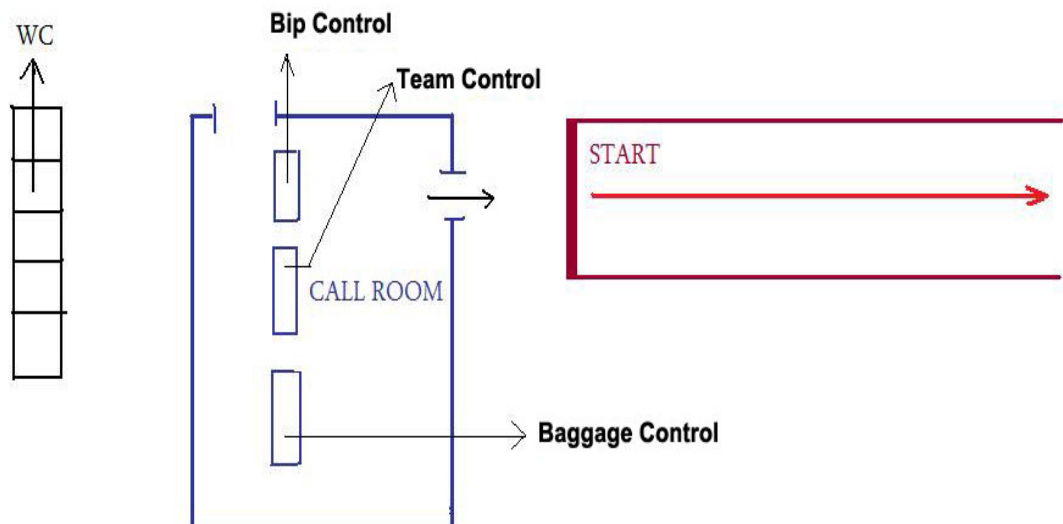 WC
Bip Control
Team Control
START
CALL ROOM
Baggage Control